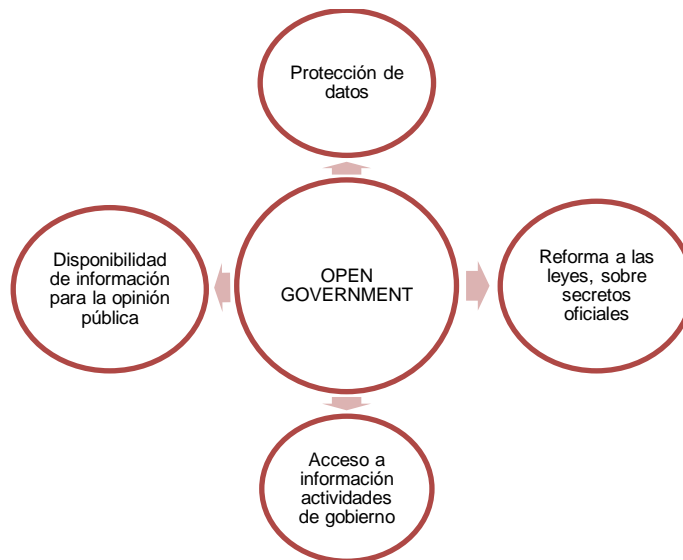 Protección de
datos
Disponibilidad
de información
para la opinión
pública
OPEN
GOVERNMENT
Reforma a las
leyes, sobre
secretos
oficiales
Acceso a
información
actividades
de gobierno